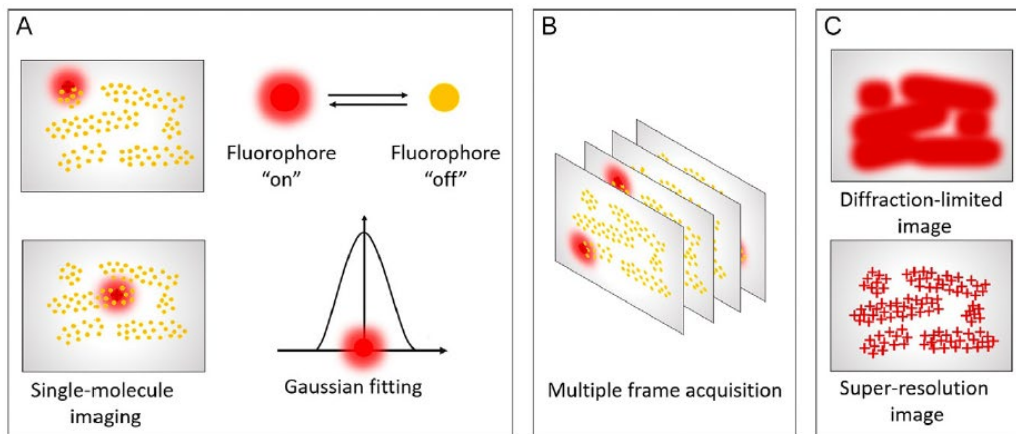 A
Fluorophore
“on”
Fluorophore
“off”
Single-molecule
imaging
Gaussian fitting
B
Multiple frame acquisition
C
Diffraction-limited
image
Super-resolution
image